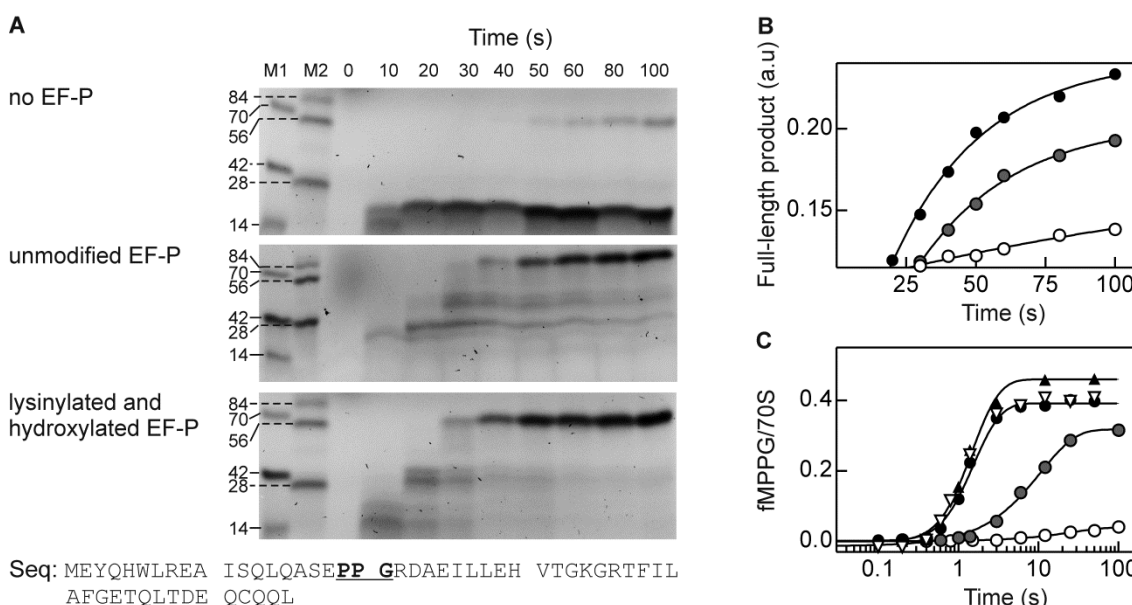 A
Time (s)
M1 M2 0 10 20 30 40 50 60 80 100
no EF-P
84
70
56
42
28
14
unmodified EF-P
84
70
56
42
28
14
lysinylated and
hydroxylated EF-P
84
70
56
42
28
14
Seq: MEYQHWLREA ISQLQASEPP GRDAEILLEH VTGKGRTFIL
AFGETQLTDE QCQQL
B
Full-length product (a.u)
0.20
0.15
25 50 75 100
Time (s)
C
fMPPG/70S
0.4
0.2
0.0
0.1 1 10 100
Time (s)